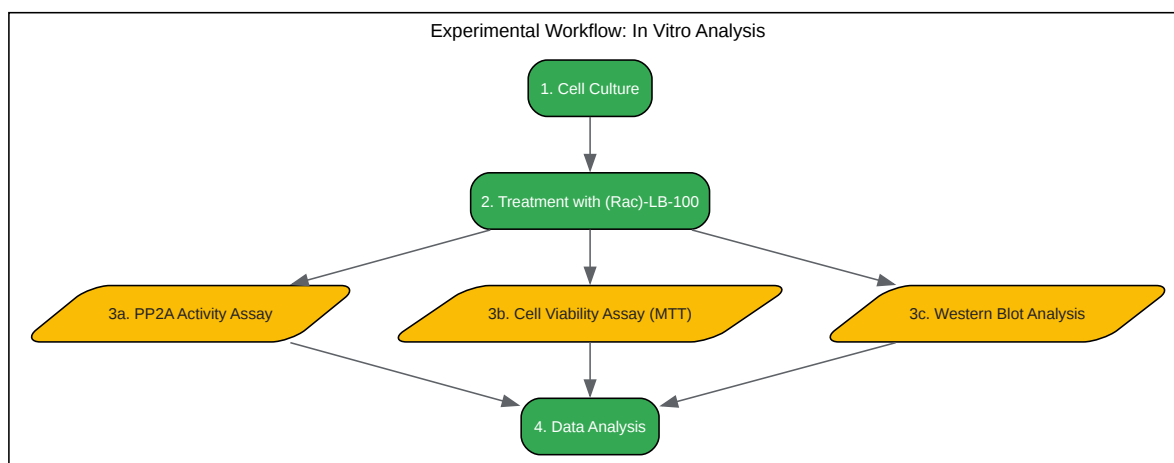 Experimental Workflow: In Vitro Analysis
1. Cell Culture
2. Treatment with (Rac)-LB-100
3a. PP2A Activity Assay
3b. Cell Viability Assay (MTT)
3c. Western Blot Analysis
4. Data Analysis